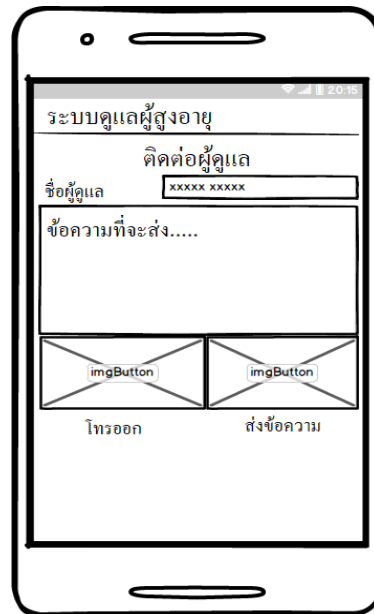 20:15
ระบบดูแลผู้สูงอายุ
ติดต่อผู้ดูแล
ชื่อผู้ดูแล xxxxx xxxxx
ข้อความที่จะส่ง.....
imgButton imgButton
โทรออก ส่งข้อความ